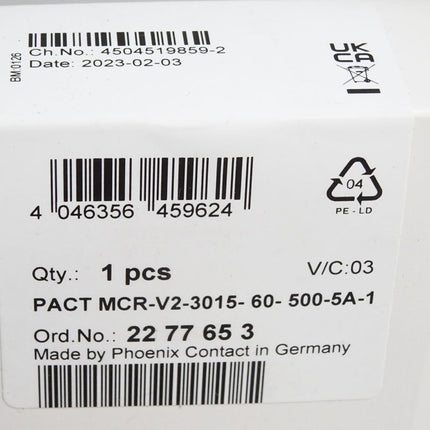 BM 0126
Ch.No.: 4504519859-2
Date: 2023-02-03
UK
CA
4 046356 459624
04
PE-LD
Qty.: 1 pcs
V/C:03
PACT MCR-V2-3015- 60- 500-5A-1
Ord.No.: 22 77 65 3
Made by Phoenix Contact in Germany